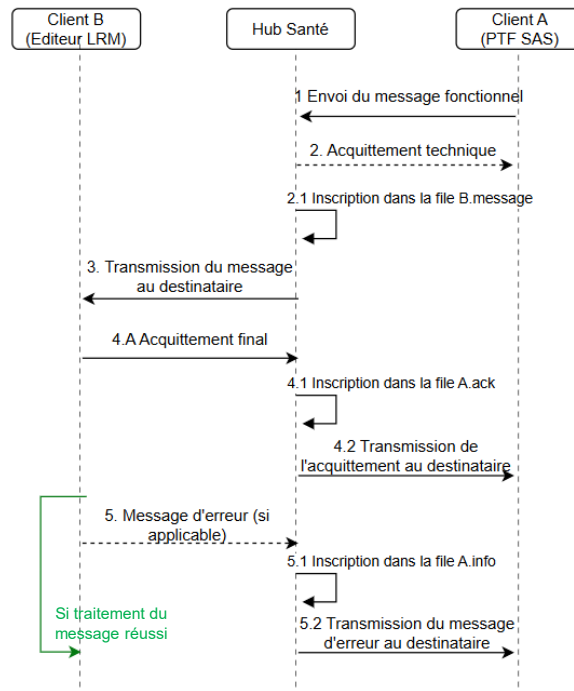 Client B
(Editeur LRM)
Hub Santé
Client A
(PTF SAS)
1 Envoi du message fonctionnel
2. Acquittement technique
2.1 Inscription dans la file B.message
3. Transmission du message
au destinataire
4.A Acquittement final
4.1 Inscription dans la file A.ack
4.2 Transmission de
l'acquittement au destinataire
5. Message d'erreur (si
applicable)
5.1 Inscription dans la file A.info
Si traitement du
message réussi
5.2 Transmission du message
d'erreur au destinataire